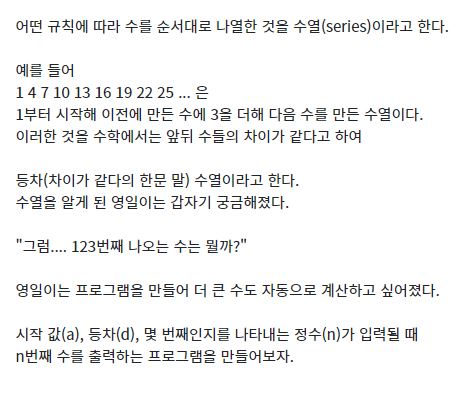 어떤 규칙에 따라 수를 순서대로 나열한 것을 수열(series)이라고 한다.
예를 들어
1 4 7 10 13 16 19 22 25 ... 은
1부터 시작해 이전에 만든 수에 3을 더해 다음 수를 만든 수열이다.
이러한 것을 수학에서는 앞뒤 수들의 차이가 같다고 하여
등차(차이가 같다의 한문 말) 수열이라고 한다.
수열을 알게 된 영일이는 갑자기 궁금해졌다.
"그럼.... 123번째 나오는 수는 뭘까?"
영일이는 프로그램을 만들어 더 큰 수도 자동으로 계산하고 싶어졌다.
시작 값(a), 등차(d), 몇 번째인지를 나타내는 정수(n)가 입력될 때
n번째 수를 출력하는 프로그램을 만들어보자.